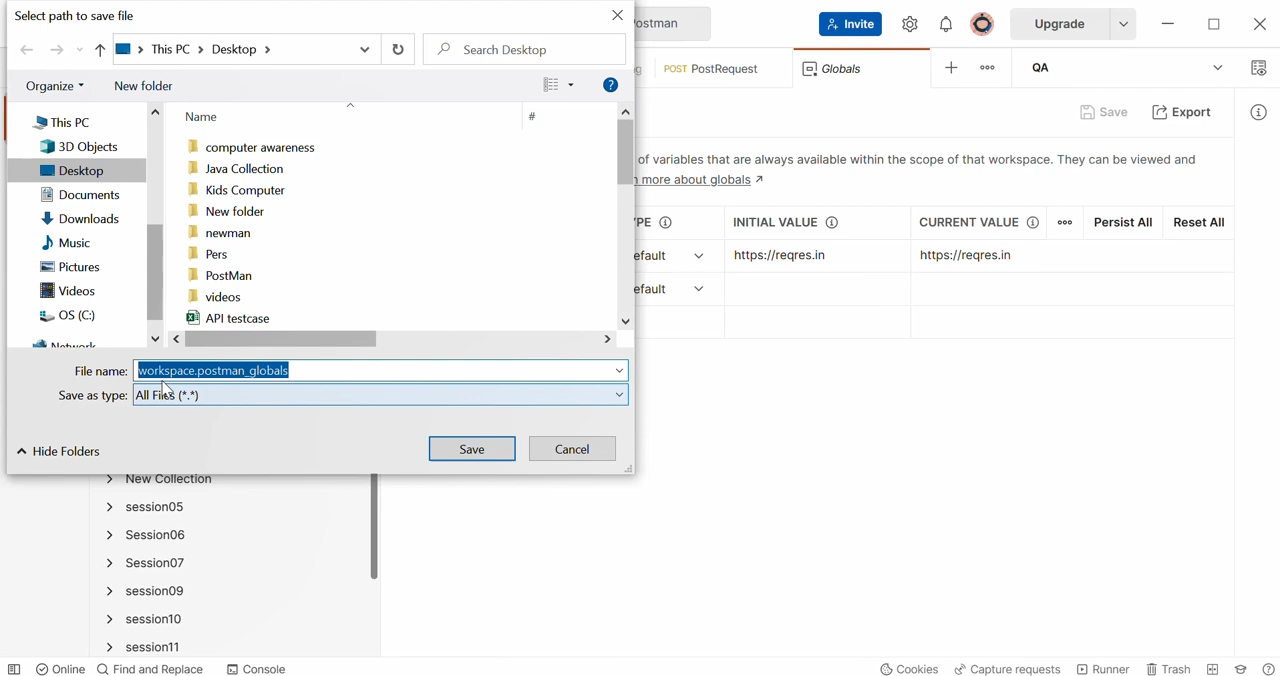 Select path to save file
This PC > Desktop >
Search Desktop
Organize
New folder
This PC
3D Objects
Desktop
Documents
Downloads
Music
Pictures
Videos
OS (C:)
Network
Name
#
computer awareness
Java Collection
Kids Computer
New folder
newman
Pers
PostMan
videos
API testcase
File name: workspace.postman_globals
Save as type: All Files (*.*)
Hide Folders
Save
Cancel
ostman
Invite
Upgrade
g
POST PostRequest
Globals
QA
Save
Export
of variables that are always available within the scope of that workspace. They can be viewed and
n more about globals ↗
PE
INITIAL VALUE
CURRENT VALUE
Persist All
Reset All
efault
https://reqres.in
https://reqres.in
efault
New Collection
session05
Session06
Session07
session09
session10
session11
Online
Find and Replace
Console
Cookies
Capture requests
Runner
Trash